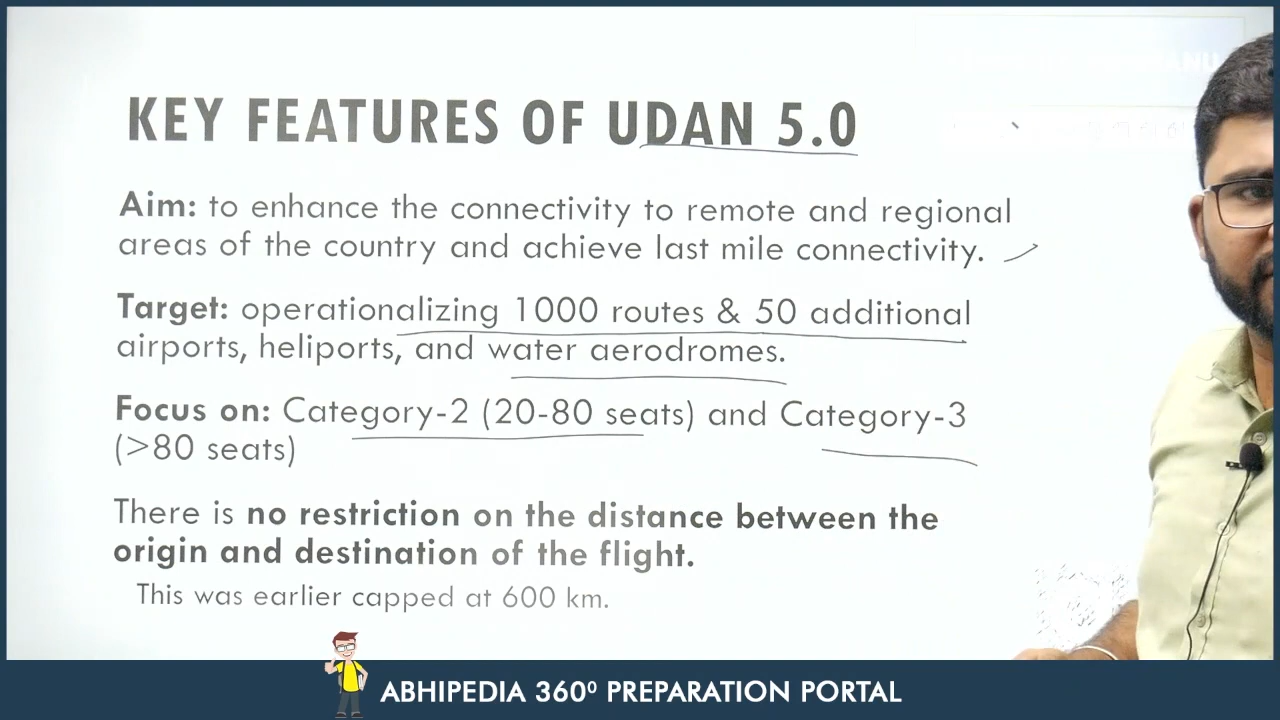 KEY FEATURES OF UDAN 5.0
Aim: to enhance the connectivity to remote and regional
areas of the country and achieve last mile connectivity.
Target: operationalizing 1000 routes & 50 additional
airports, heliports, and water aerodromes.
Focus on: Category-2 (20-80 seats) and Category-3
(>80 seats)
There is no restriction on the distance between the
origin and destination of the flight.
This was earlier capped at 600 km.
ABHIPEDIA 360⁰ PREPARATION PORTAL